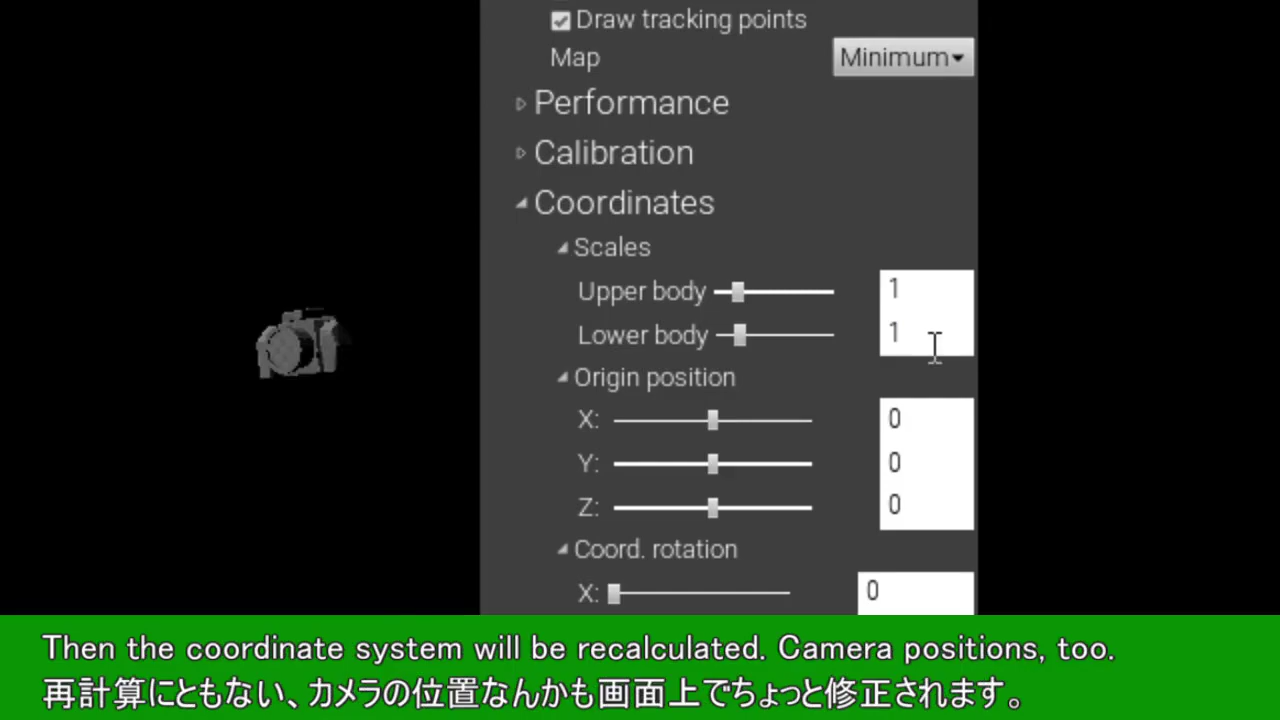 Draw tracking points
Map Minimum
Performance
Calibration
Coordinates
Scales
Upper body 1
Lower body 1
Origin position
X: 0
Y: 0
Z: 0
Coord. rotation
X: 0
Then the coordinate system will be recalculated. Camera positions, too.
再計算にともない、カメラの位置なんかも画面上でちょっと修正されます。